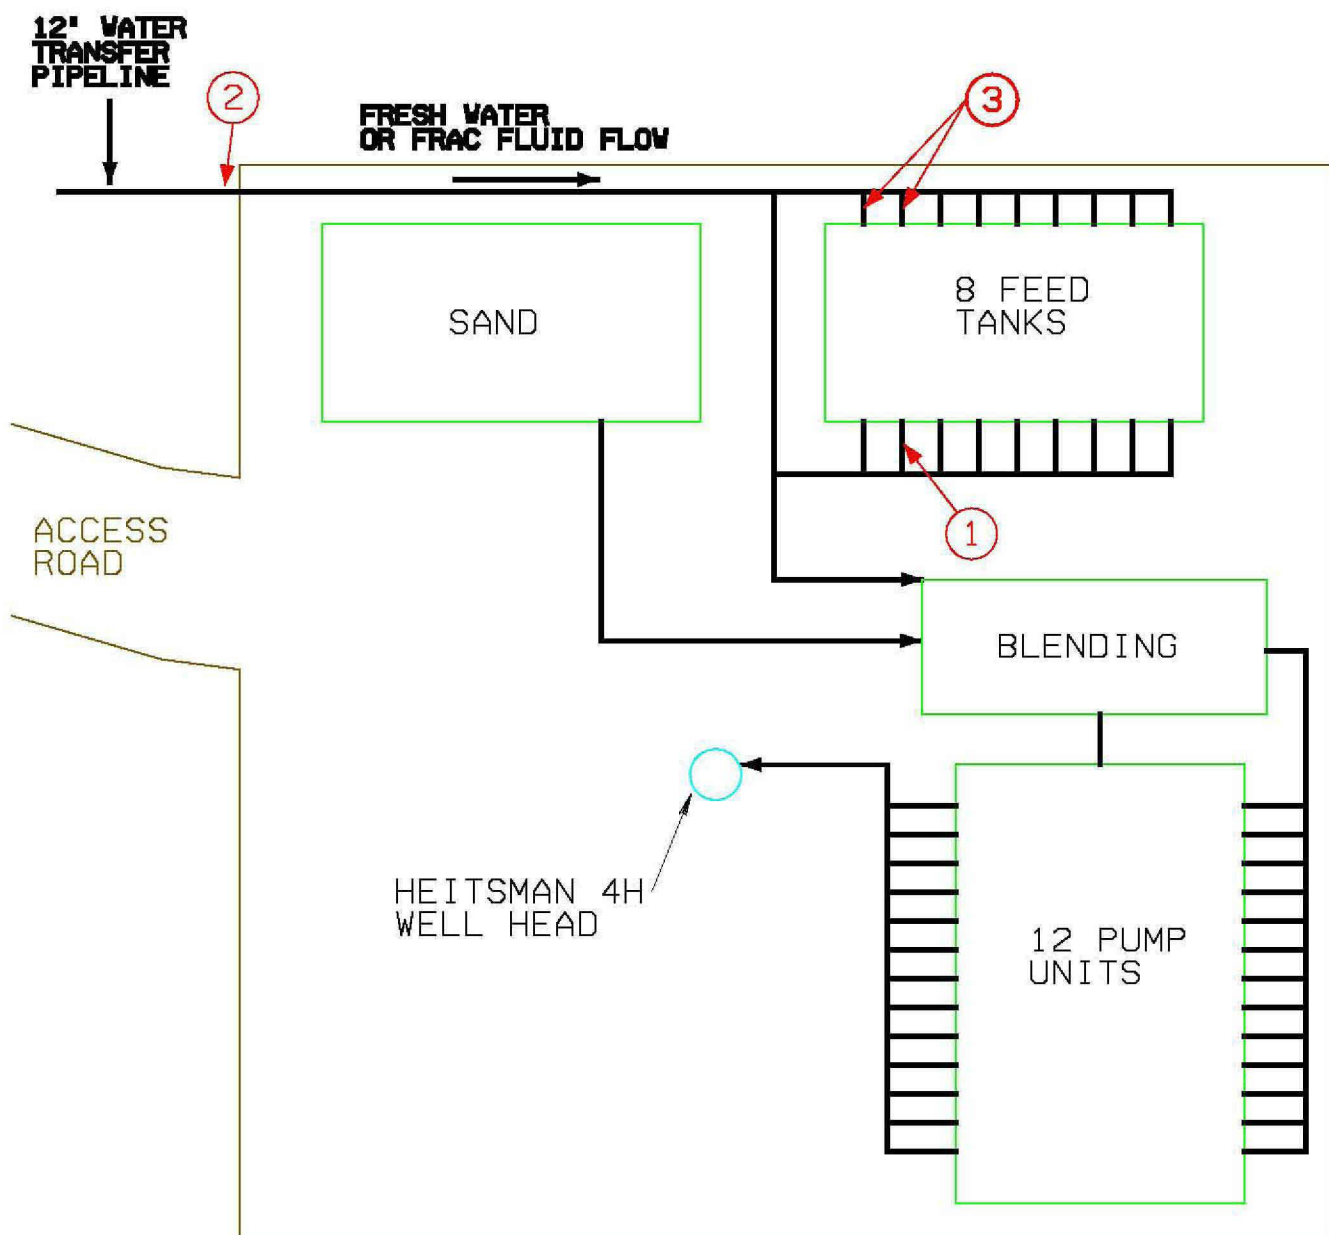 12" WATER
TRANSFER
PIPELINE
2
FRESH WATER
OR FRAC FLUID FLOW
3
SAND
8 FEED
TANKS
1
ACCESS
ROAD
BLENDING
HEITSMAN 4H
WELL HEAD
12 PUMP
UNITS